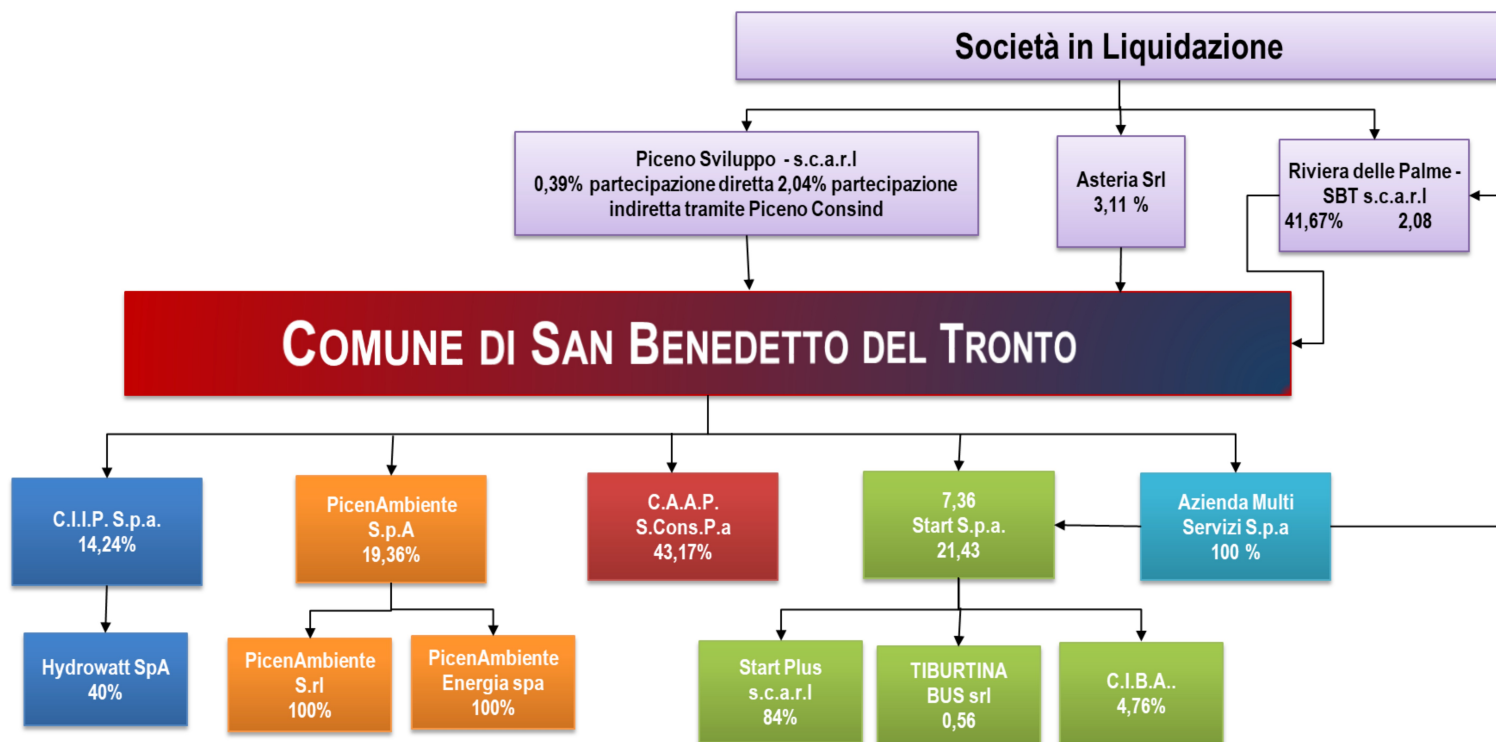 Società in Liquidazione
Piceno Sviluppo - s.c.a.r.l
0,39% partecipazione diretta 2,04% partecipazione
indiretta tramite Piceno Consind
Asteria Srl
3,11 %
Riviera delle Palme -
SBT s.c.a.r.l
41,67% 2,08
COMUNE DI SAN BENEDETTO DEL TRONTO
C.I.I.P. S.p.a.
14,24%
PicenAmbiente
S.p.A
19,36%
C.A.A.P.
S.Cons.P.a
43,17%
7,36
Start S.p.a.
21,43
Azienda Multi
Servizi S.p.a
100 %
Hydrowatt SpA
40%
PicenAmbiente
S.rl
100%
PicenAmbiente
Energia spa
100%
Start Plus
s.c.a.r.l
84%
TIBURTINA
BUS srl
0,56
C.I.B.A..
4,76%